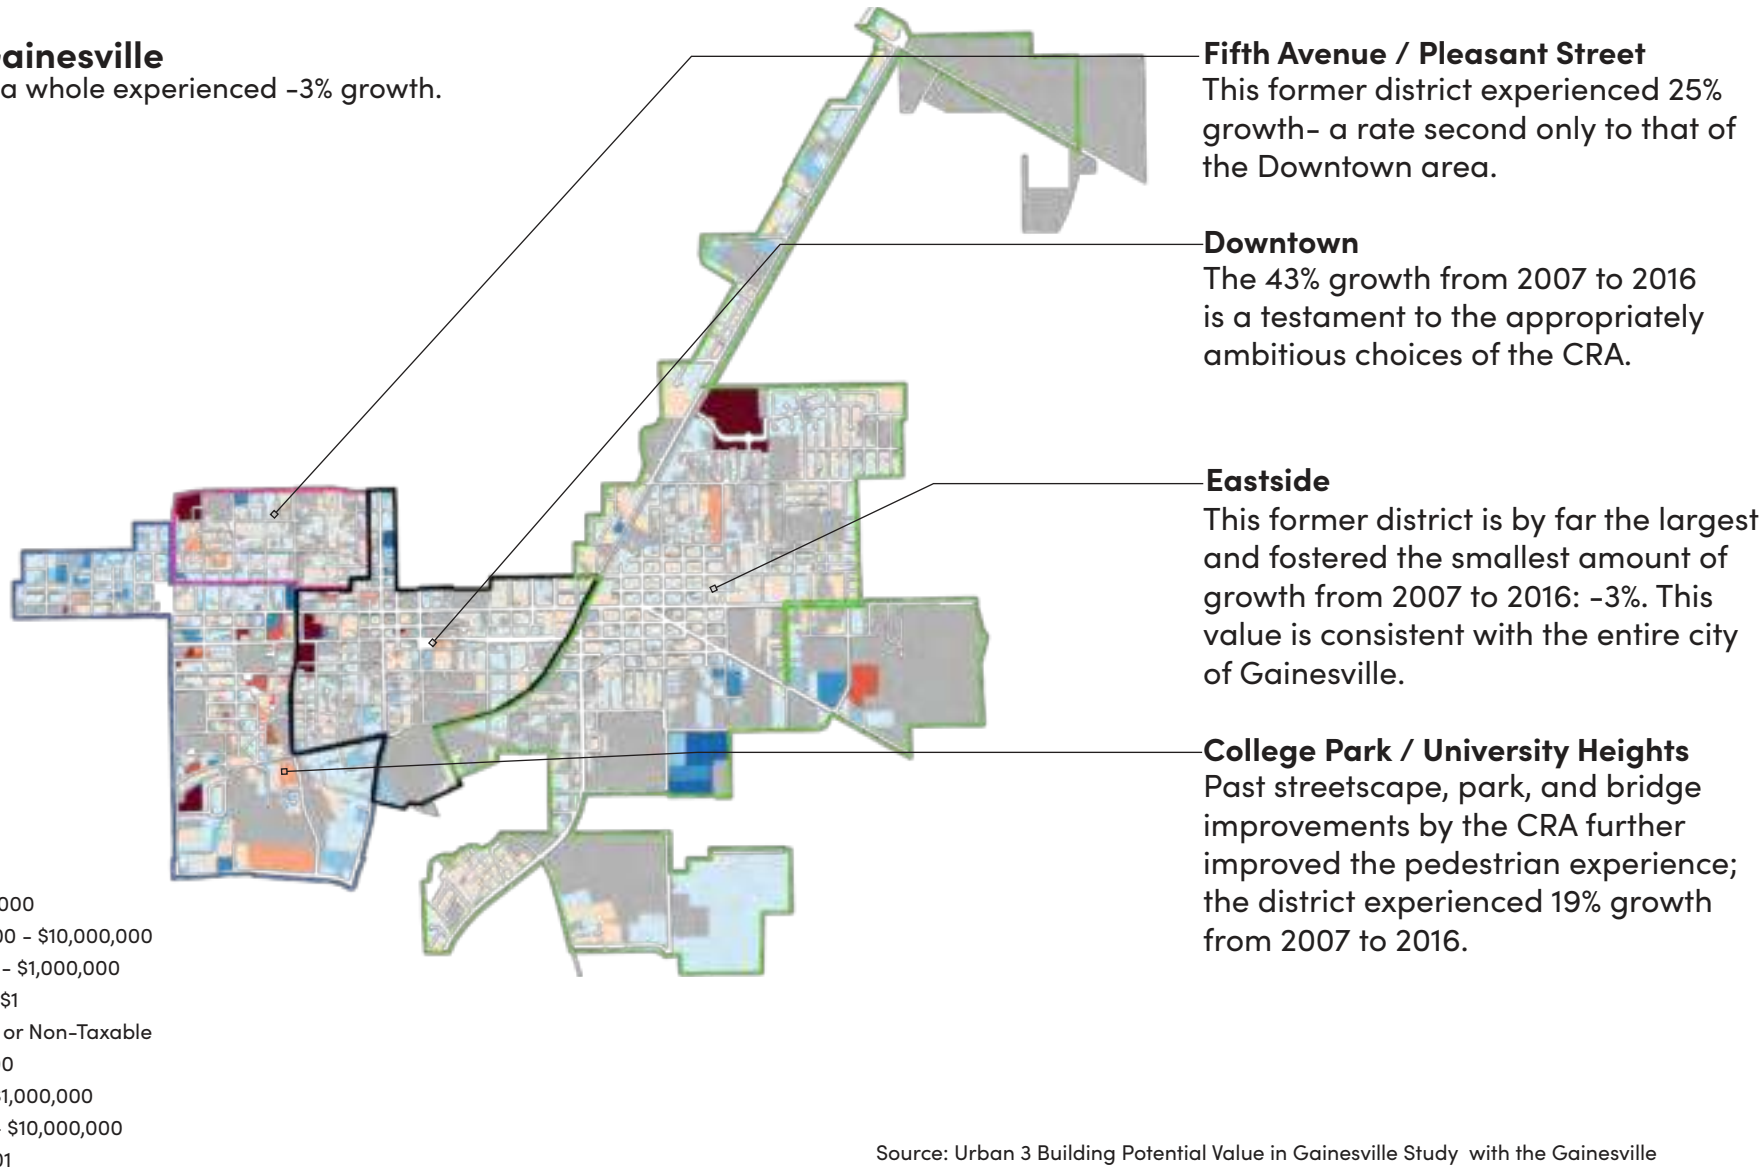 ainesville
a whole experienced -3% growth.
Fifth Avenue / Pleasant Street
This former district experienced 25%
growth- a rate second only to that of
the Downtown area.
Downtown
The 43% growth from 2007 to 2016
is a testament to the appropriately
ambitious choices of the CRA.
Eastside
This former district is by far the largest
and fostered the smallest amount of
growth from 2007 to 2016: -3%. This
value is consistent with the entire city
of Gainesville.
College Park / University Heights
Past streetscape, park, and bridge
improvements by the CRA further
improved the pedestrian experience;
the district experienced 19% growth
from 2007 to 2016.
000
00 - $10,000,000
- $1,000,000
$1
or Non-Taxable
00
$1,000,000
- $10,000,000
01
Source: Urban 3 Building Potential Value in Gainesville Study with the Gainesville